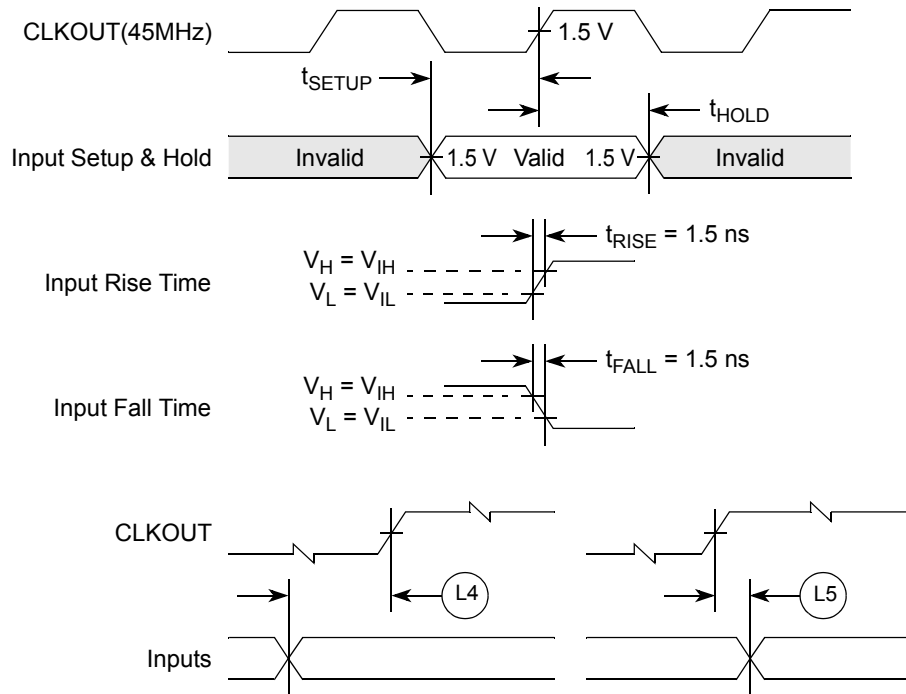 CLKOUT(45MHz)
1.5 V
tSETUP
tHOLD
Input Setup & Hold
Invalid
1.5 V
Valid
1.5 V
Invalid
tRISE = 1.5 ns
Input Rise Time
VH = VIH
VL = VIL
tFALL = 1.5 ns
Input Fall Time
VH = VIH
VL = VIL
CLKOUT
L4
L5
Inputs